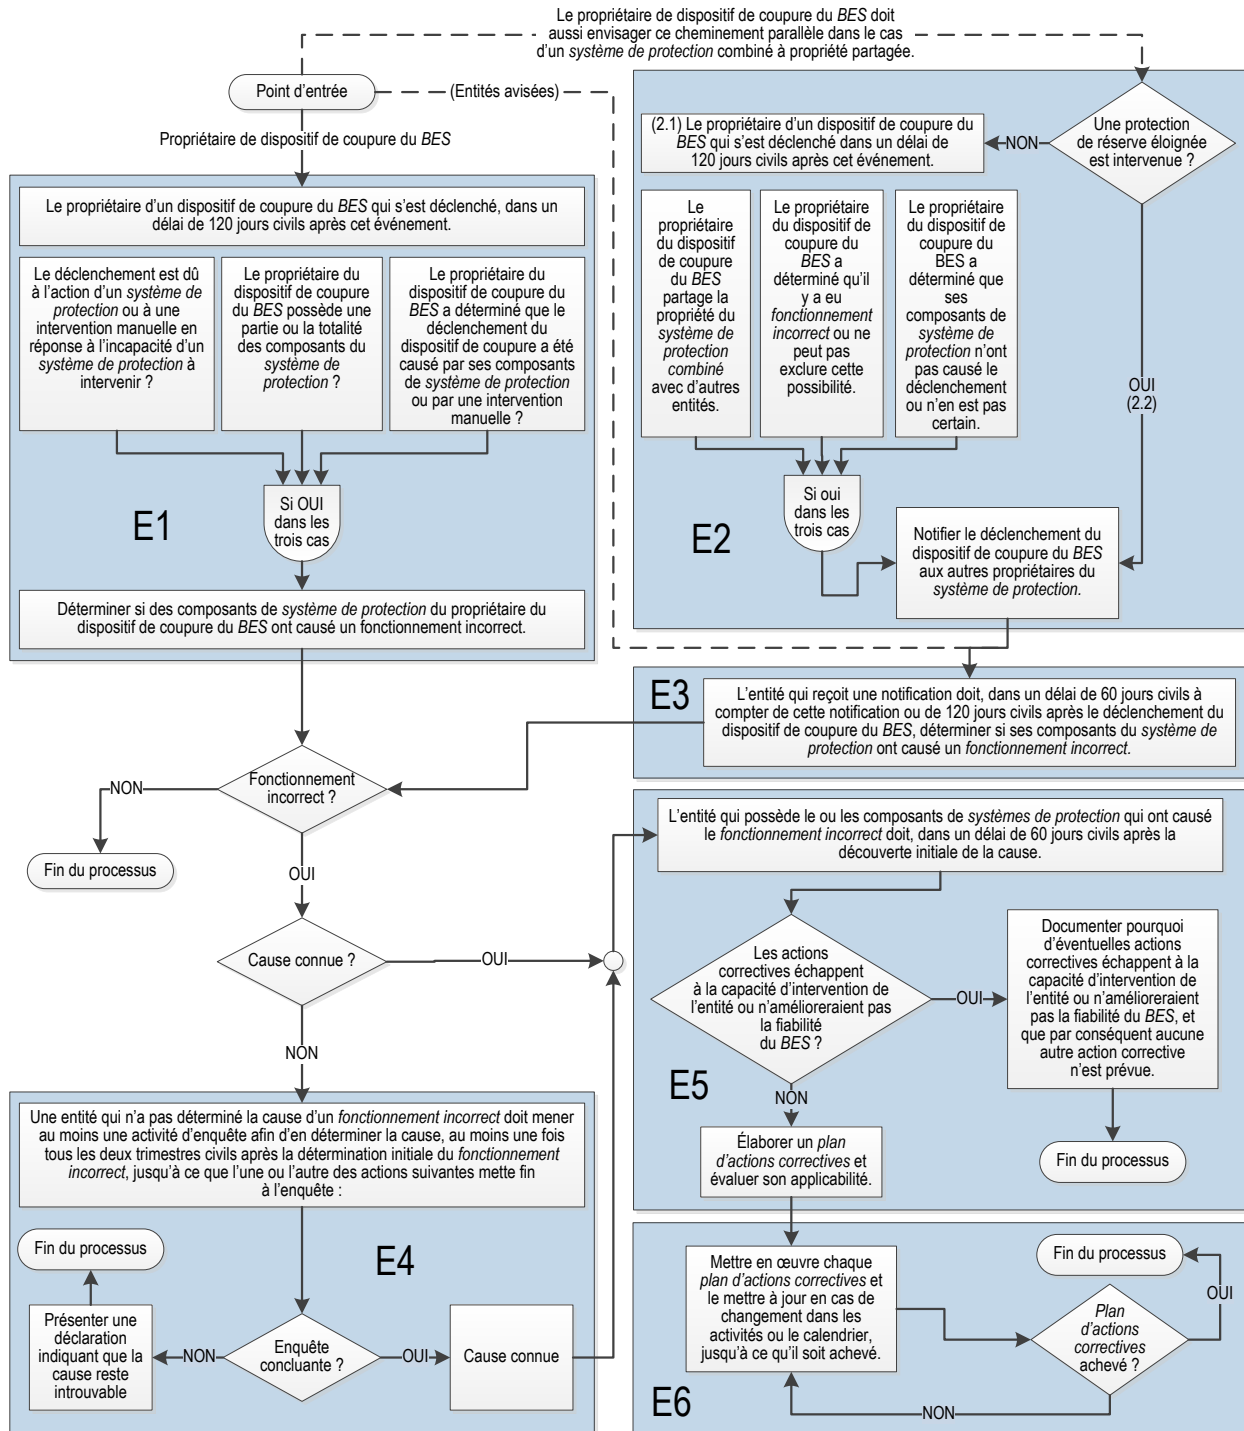 Le propriétaire de dispositif de coupure du BES doit
aussi envisager ce cheminement parallèle dans le cas
d'un système de protection combiné à propriété partagée.
Point d'entrée
(Entités avisées)
Propriétaire de dispositif de coupure du BES
Le propriétaire d'un dispositif de coupure du BES qui s'est déclenché, dans un
délai de 120 jours civils après cet événement.
Le déclenchement est dû
à l'action d'un système de
protection ou à une
intervention manuelle en
réponse à l'incapacité d'un
système de protection à
intervenir ?
Le propriétaire du
dispositif de coupure
du BES possède une
partie ou la totalité
des composants du
système de
protection ?
Le propriétaire du
dispositif de coupure du
BES a déterminé que le
déclenchement du
dispositif de coupure a été
causé par ses composants
de système de protection
ou par une intervention
manuelle ?
E1
Si OUI
dans les
trois cas
Déterminer si des composants de système de protection du propriétaire du
dispositif de coupure du BES ont causé un fonctionnement incorrect.
Une protection
de réserve éloignée
est intervenue ?
NON
(2.1) Le propriétaire d'un dispositif de coupure du
BES qui s'est déclenché dans un délai de
120 jours civils après cet événement.
Le
propriétaire
du dispositif
de coupure
du BES
partage la
propriété du
système de
protection
combiné
avec d'autres
entités.
Le propriétaire
du dispositif de
coupure du
BES a
déterminé qu'il
y a eu
fonctionnement
incorrect ou ne
peut pas
exclure cette
possibilité.
Le propriétaire
du dispositif de
coupure du
BES a
déterminé que
ses
composants de
système de
protection n'ont
pas causé le
déclenchement
ou n'en est pas
certain.
OUI
(2.2)
E2
Si oui
dans les
trois cas
Notifier le déclenchement du
dispositif de coupure du BES
aux autres propriétaires du
système de protection.
E3
L'entité qui reçoit une notification doit, dans un délai de 60 jours civils à
compter de cette notification ou de 120 jours civils après le déclenchement du
dispositif de coupure du BES, déterminer si ses composants du système de
protection ont causé un fonctionnement incorrect.
Fonctionnement
incorrect ?
NON
Fin du processus
OUI
Cause connue ?
OUI
NON
L'entité qui possède le ou les composants de systèmes de protection qui ont causé
le fonctionnement incorrect doit, dans un délai de 60 jours civils après la
découverte initiale de la cause.
Les actions
correctives échappent
à la capacité d'intervention de
l'entité ou n'amélioreraient pas
la fiabilité
du BES ?
OUI
Documenter pourquoi
d'éventuelles actions
correctives échappent à la
capacité d'intervention de
l'entité ou n'amélioreraient
pas la fiabilité du BES, et
que par conséquent aucune
autre action corrective
n'est prévue.
E5
NON
Élaborer un plan
d'actions correctives et
évaluer son applicabilité.
Fin du processus
Une entité qui n'a pas déterminé la cause d'un fonctionnement incorrect doit mener
au moins une activité d'enquête afin d'en déterminer la cause, au moins une fois
tous les deux trimestres civils après la détermination initiale du fonctionnement
incorrect, jusqu'à ce que l'une ou l'autre des actions suivantes mette fin
à l'enquête :
Fin du processus
E4
Présenter une
déclaration
indiquant que la
cause reste
introuvable
NON
Enquête
concluante ?
OUI
Cause connue
Mettre en œuvre chaque
plan d'actions correctives et
le mettre à jour en cas de
changement dans les
activités ou le calendrier,
jusqu'à ce qu'il soit achevé.
Fin du processus
OUI
Plan
d'actions
correctives
achevé ?
E6
NON